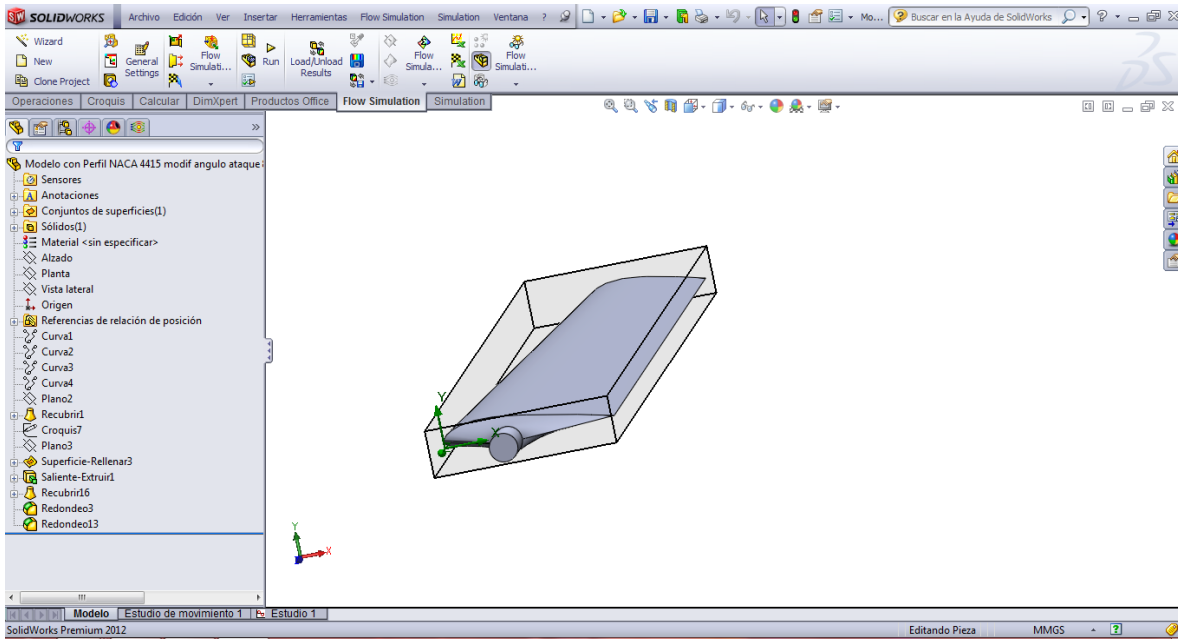 SOLIDWORKS Archivo Edición Ver Insertar Herramientas Flow Simulation Simulation Ventana ? Mo... Buscar en la Ayuda de SolidWorks ?
Wizard
New
Clone Project
General Settings
Flow Simulati...
Run
Load/Unload Results
Flow Simula...
Flow Simulati...
Operaciones Croquis Calcular DimXpert Productos Office Flow Simulation Simulation
Modelo con Perfil NACA 4415 modif angulo ataque
Sensores
Anotaciones
Conjuntos de superficies(1)
Sólidos(1)
Material <sin especificar>
Alzado
Planta
Vista lateral
Origen
Referencias de relación de posición
Curva1
Curva2
Curva3
Curva4
Plano2
Recubrir1
Croquis7
Plano3
Superficie-Rellenar3
Saliente-Extruir1
Recubrir16
Redondeo3
Redondeo13
Y
X
Y
X
Modelo Estudio de movimiento 1 Estudio 1
SolidWorks Premium 2012 Editando Pieza MMGS ?